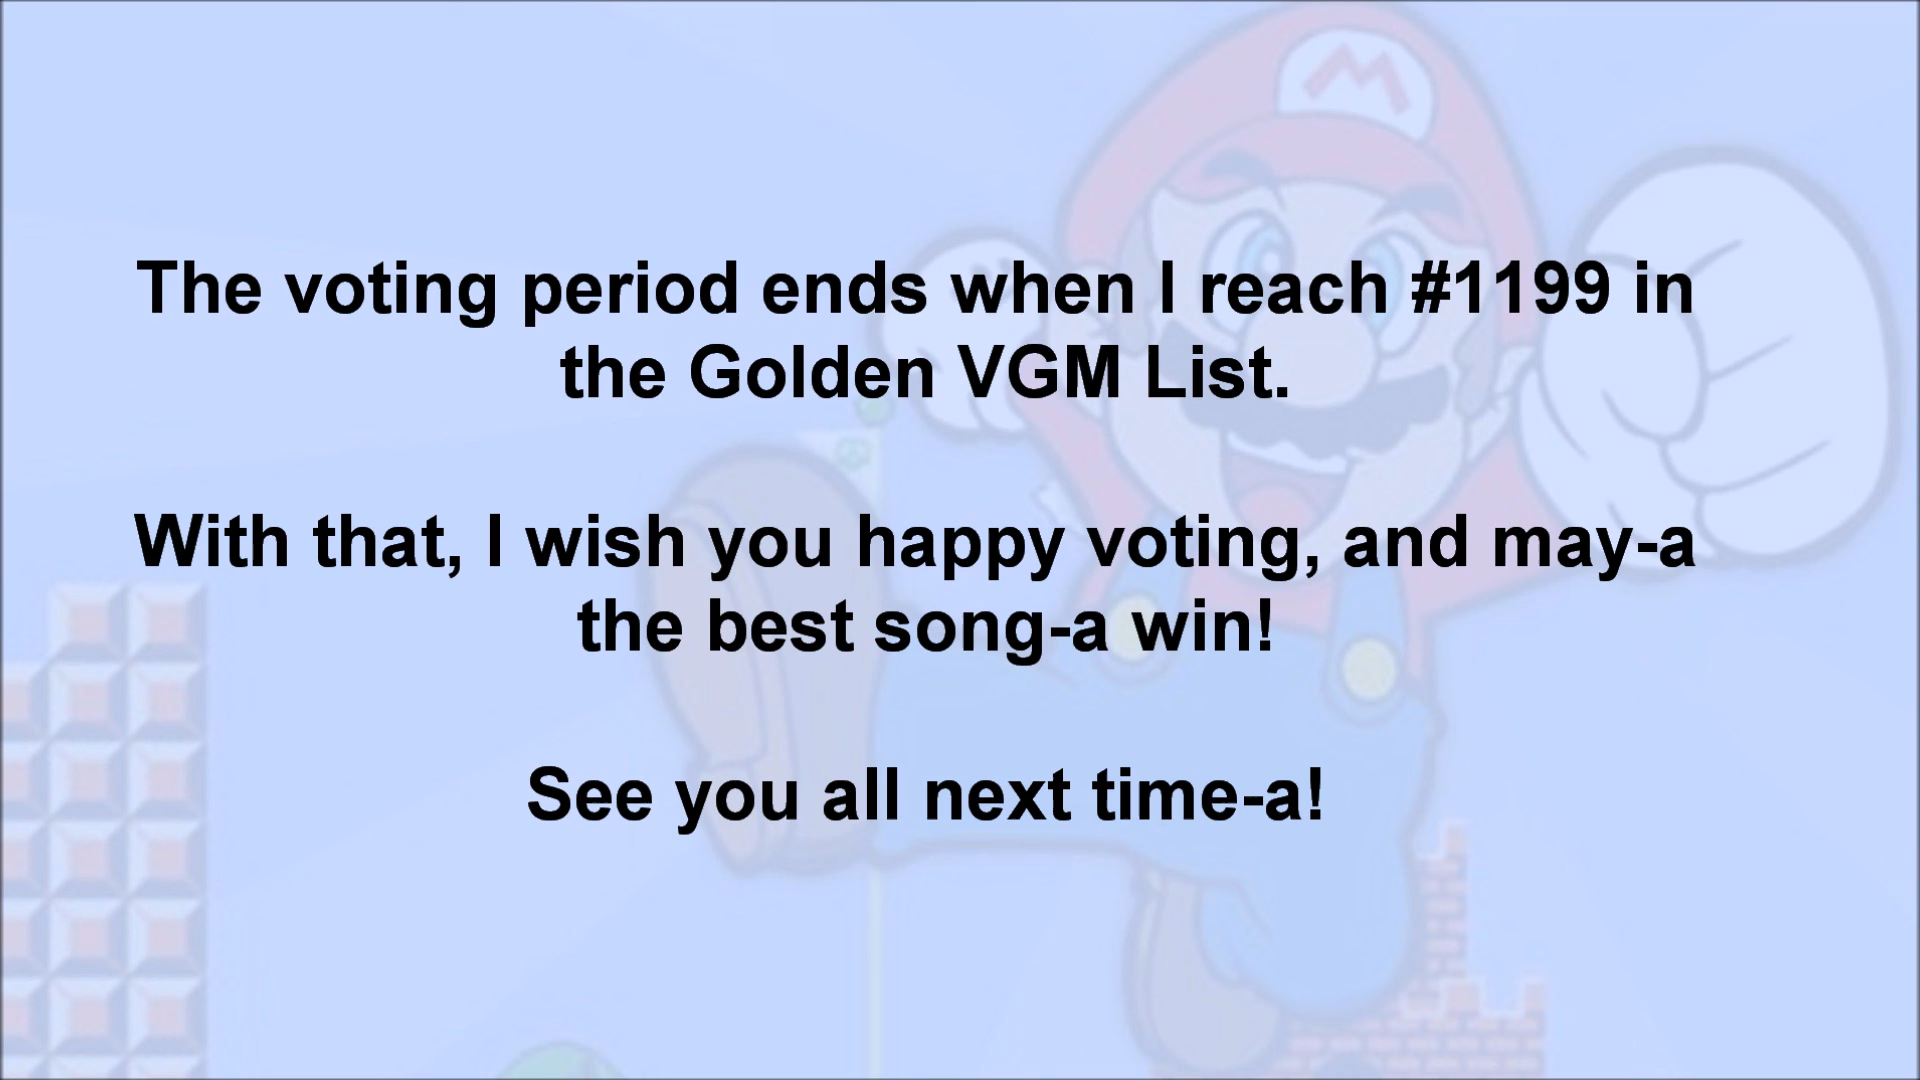 The voting period ends when I reach #1199 in
the Golden VGM List.
With that, I wish you happy voting, and may-a
the best song-a win!
See you all next time-a!
M